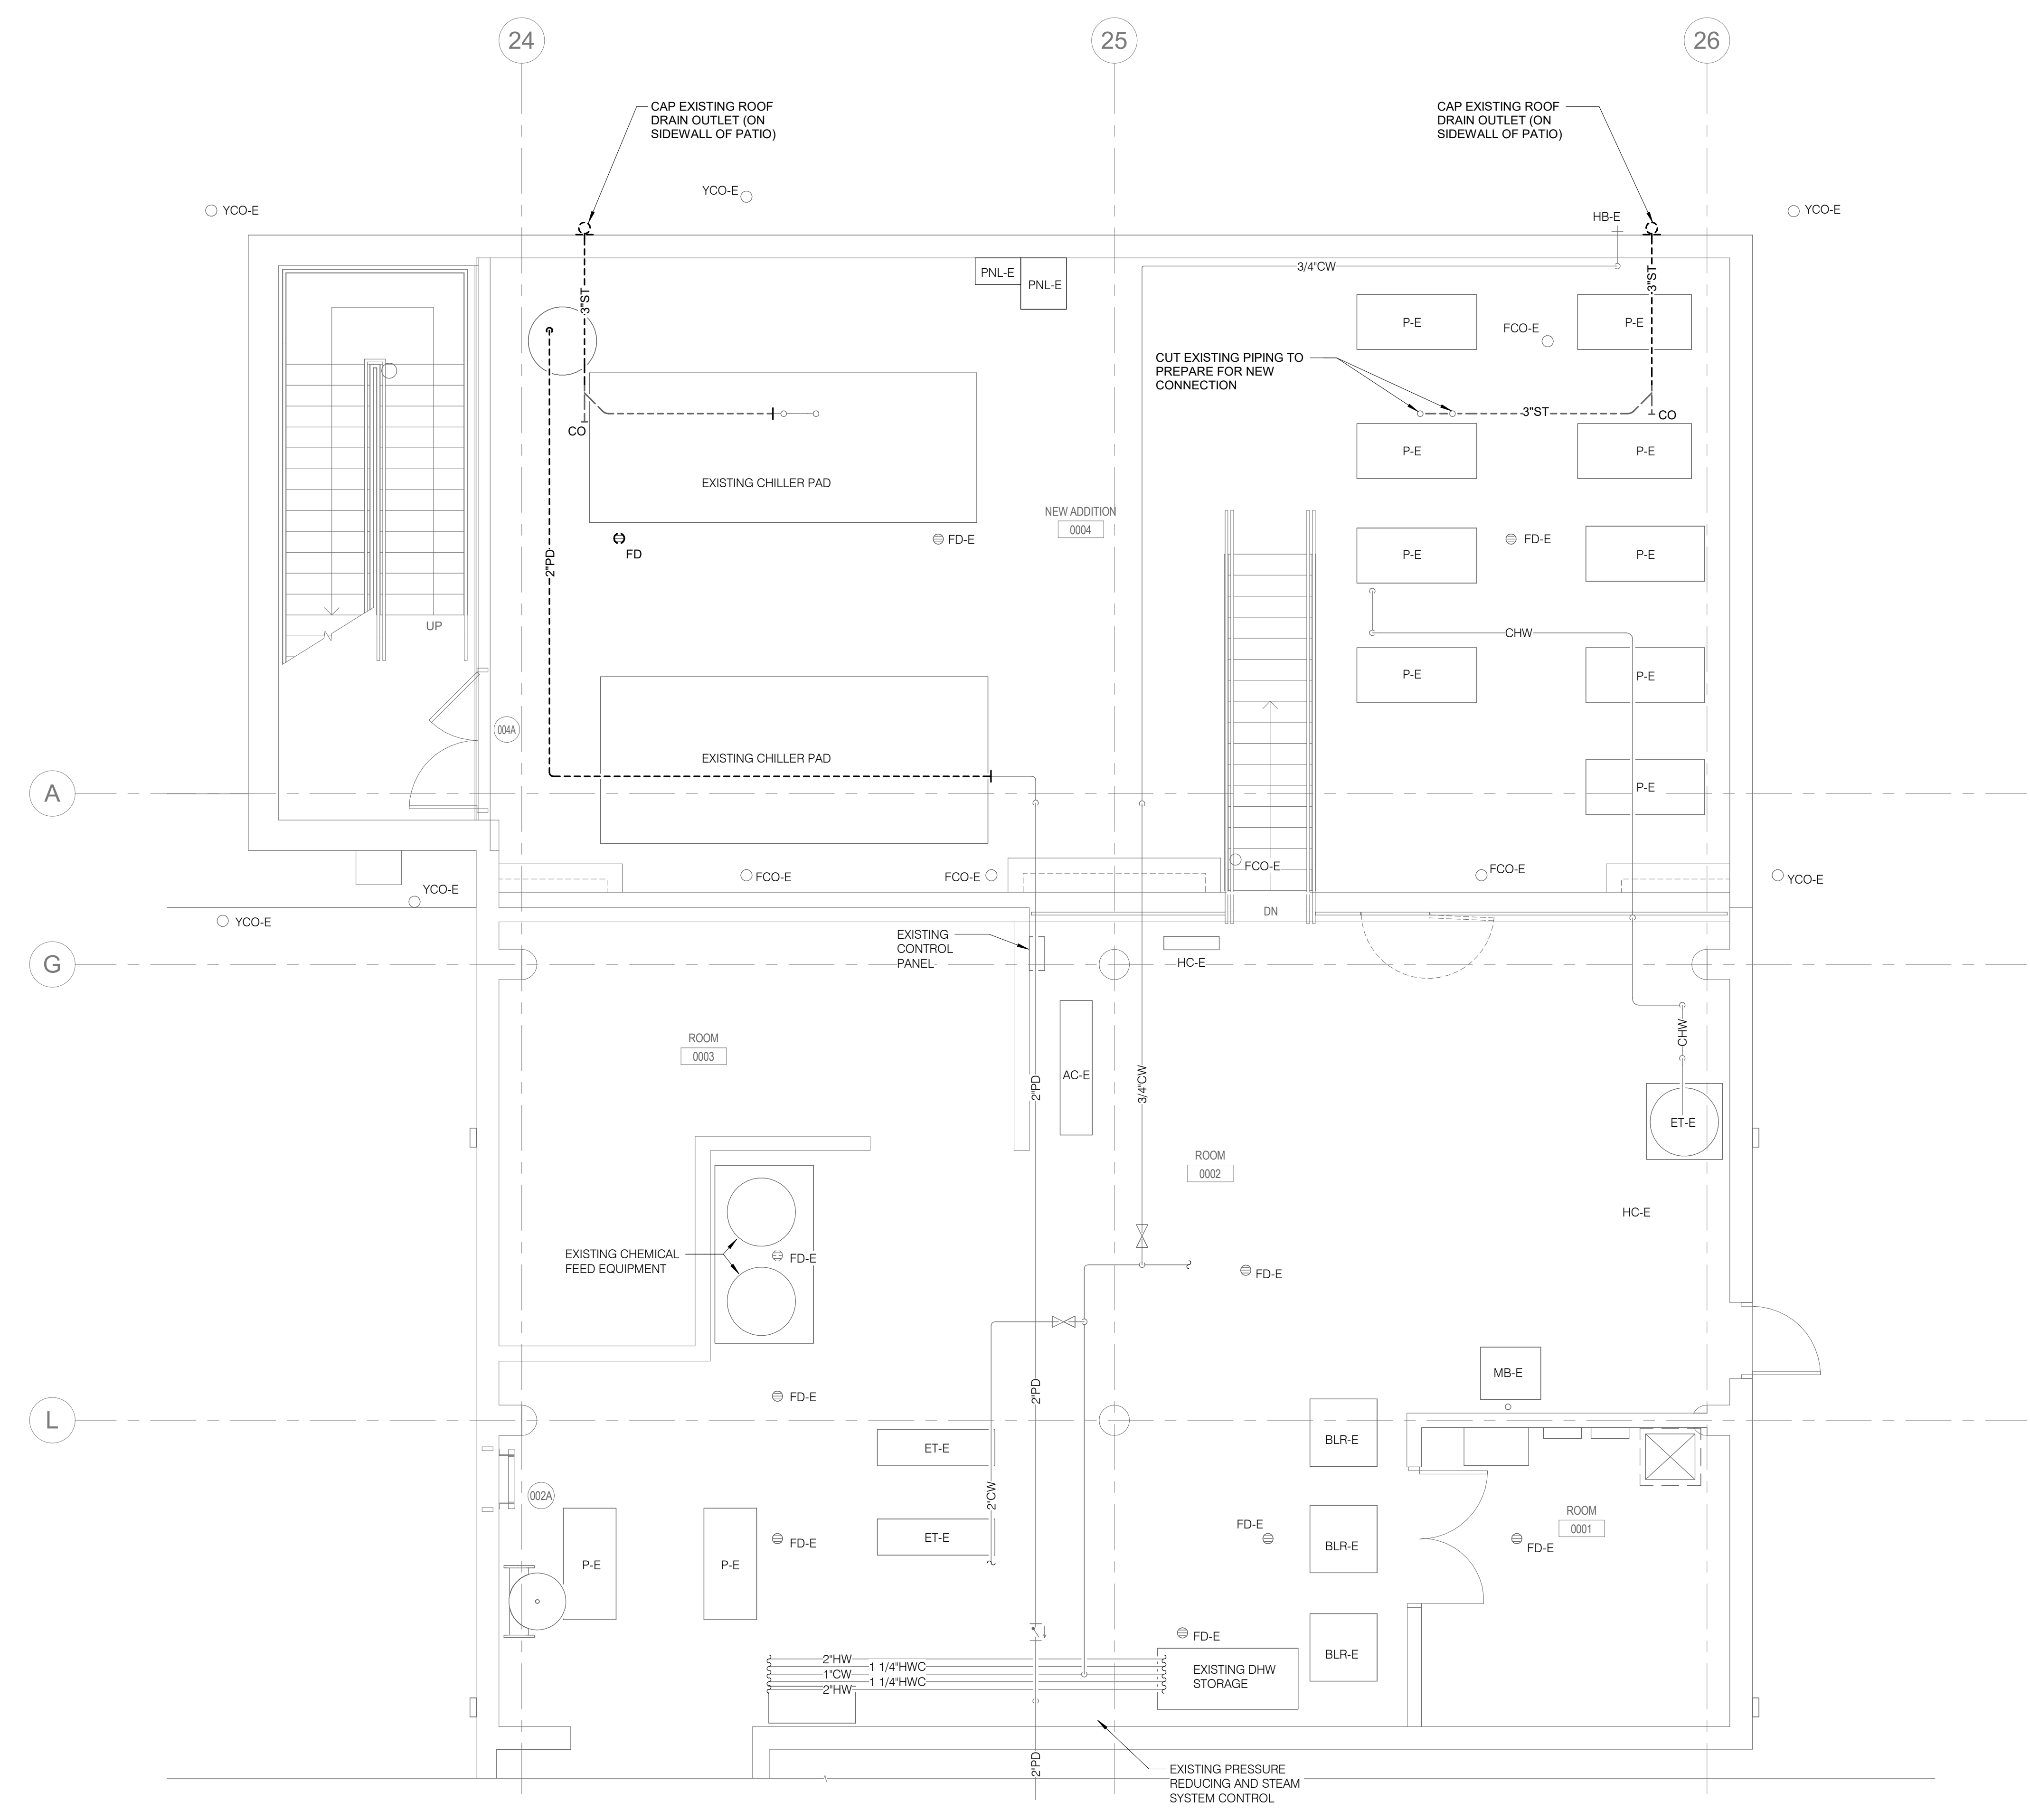 24
25
26
CAP EXISTING ROOF
DRAIN OUTLET (ON
SIDEWALL OF PATIO)
CAP EXISTING ROOF
DRAIN OUTLET (ON
SIDEWALL OF PATIO)
YCO-E
YCO-E
YCO-E
HB-E
3/4"CW
PNL-E
PNL-E
3"ST
3"ST
P-E
FCO-E
P-E
CUT EXISTING PIPING TO
PREPARE FOR NEW
CONNECTION
3"ST
CO
CO
P-E
P-E
EXISTING CHILLER PAD
NEW ADDITION
0004
FD
FD-E
FD-E
P-E
P-E
2"PD
UP
CHW
P-E
P-E
004A
EXISTING CHILLER PAD
P-E
A
FCO-E
FCO-E
FCO-E
FCO-E
YCO-E
YCO-E
YCO-E
DN
EXISTING
CONTROL
PANEL
HC-E
G
ROOM
0003
CHW
2"PD
AC-E
3/4"CW
ET-E
ROOM
0002
HC-E
EXISTING CHEMICAL
FEED EQUIPMENT
FD-E
FD-E
MB-E
FD-E
2"PD
L
BLR-E
ET-E
2"CW
002A
ROOM
0001
FD-E
ET-E
FD-E
BLR-E
FD-E
P-E
P-E
FD-E
BLR-E
2"HW
1 1/4"HWC
1"CW
1 1/4"HWC
2"HW
EXISTING DHW
STORAGE
2"PD
EXISTING PRESSURE
REDUCING AND STEAM
SYSTEM CONTROL